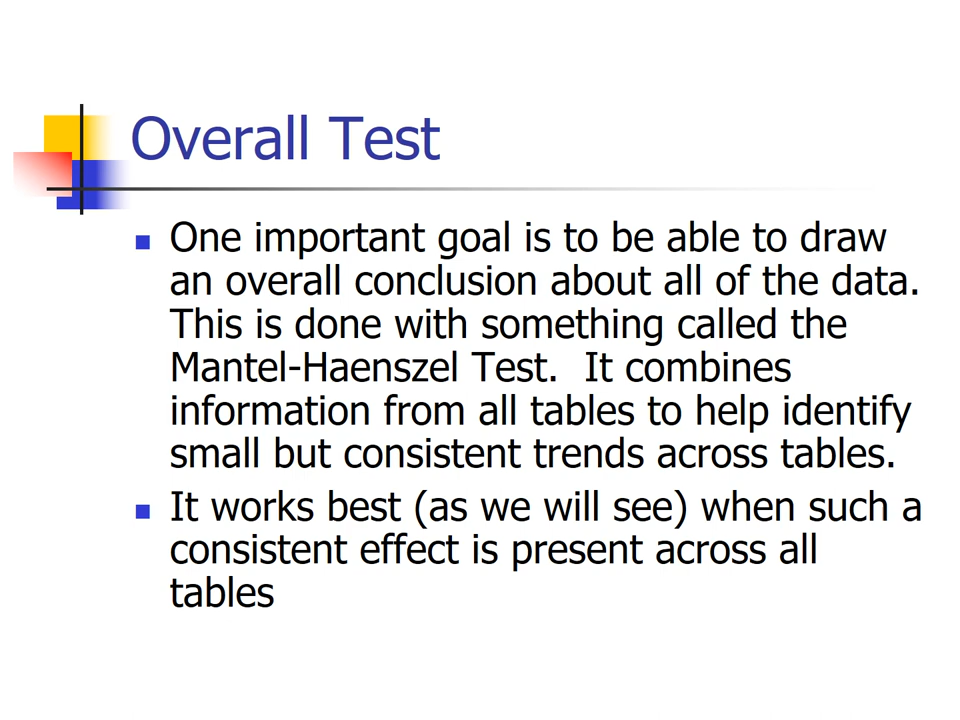 Overall Test
One important goal is to be able to draw
an overall conclusion about all of the data.
This is done with something called the
Mantel-Haenszel Test.  It combines
information from all tables to help identify
small but consistent trends across tables.
It works best (as we will see) when such a
consistent effect is present across all
tables